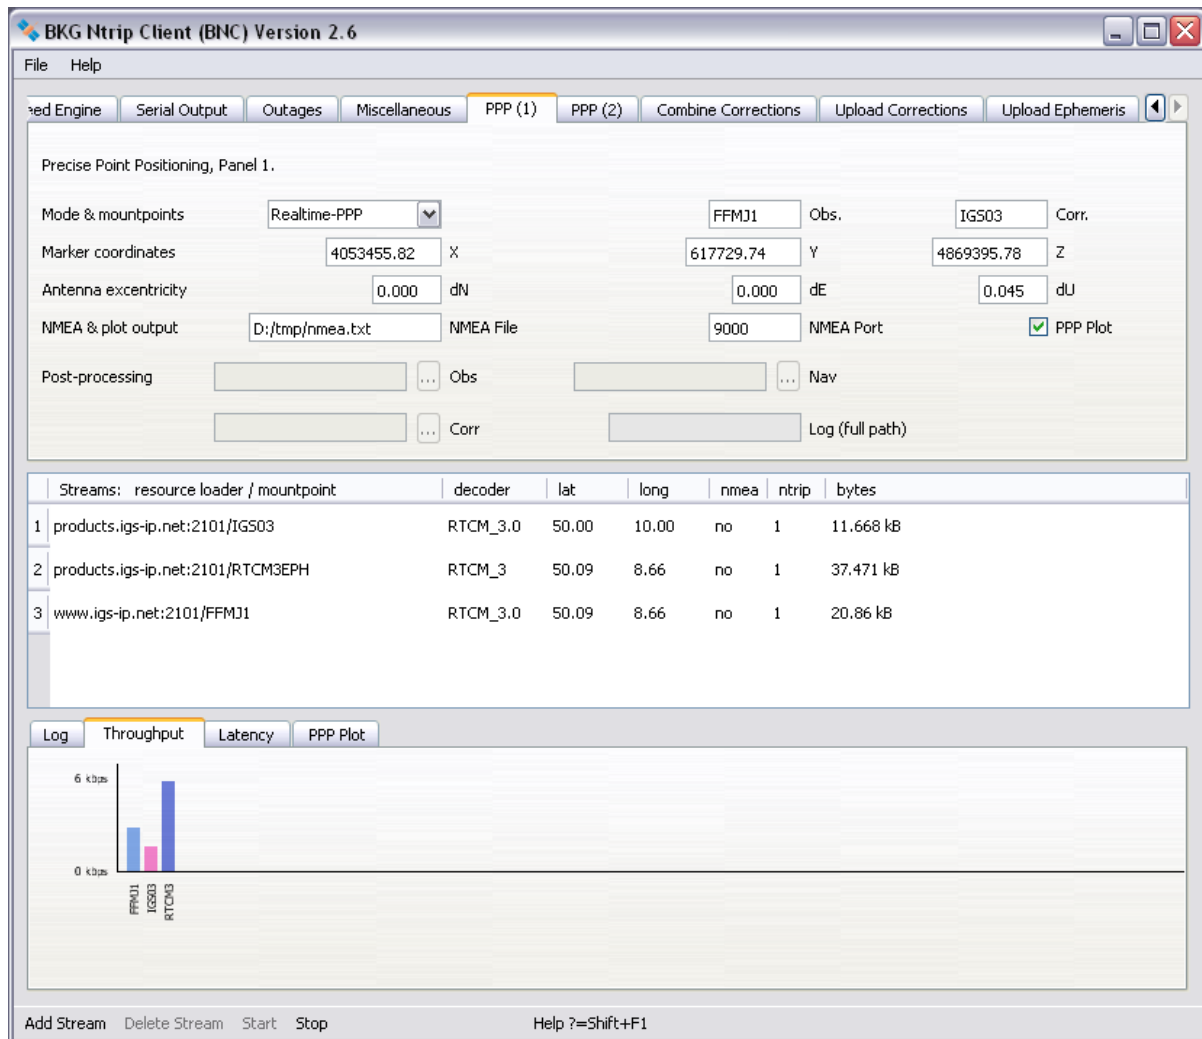 BKG Ntrip Client (BNC) Version 2.6
File Help
eed Engine Serial Output Outages Miscellaneous PPP (1) PPP (2) Combine Corrections Upload Corrections Upload Ephemeris
Precise Point Positioning, Panel 1.
Mode & mountpoints Realtime-PPP FFMJ1 Obs. IGS03 Corr.
Marker coordinates 4053455.82 X 617729.74 Y 4869395.78 Z
Antenna excentricity 0.000 dN 0.000 dE 0.045 dU
NMEA & plot output D:/tmp/nmea.txt NMEA File 9000 NMEA Port PPP Plot
Post-processing ... Obs ... Nav
... Corr Log (full path)
Streams: resource loader / mountpoint decoder lat long nmea ntrip bytes
1 products.igs-ip.net:2101/IGS03 RTCM_3.0 50.00 10.00 no 1 11.668 kB
2 products.igs-ip.net:2101/RTCM3EPH RTCM_3 50.09 8.66 no 1 37.471 kB
3 www.igs-ip.net:2101/FFMJ1 RTCM_3.0 50.09 8.66 no 1 20.86 kB
Log Throughput Latency PPP Plot
6 kbps
0 kbps
FFMJ1
IGS03
RTCM3
Add Stream Delete Stream Start Stop Help ?=Shift+F1